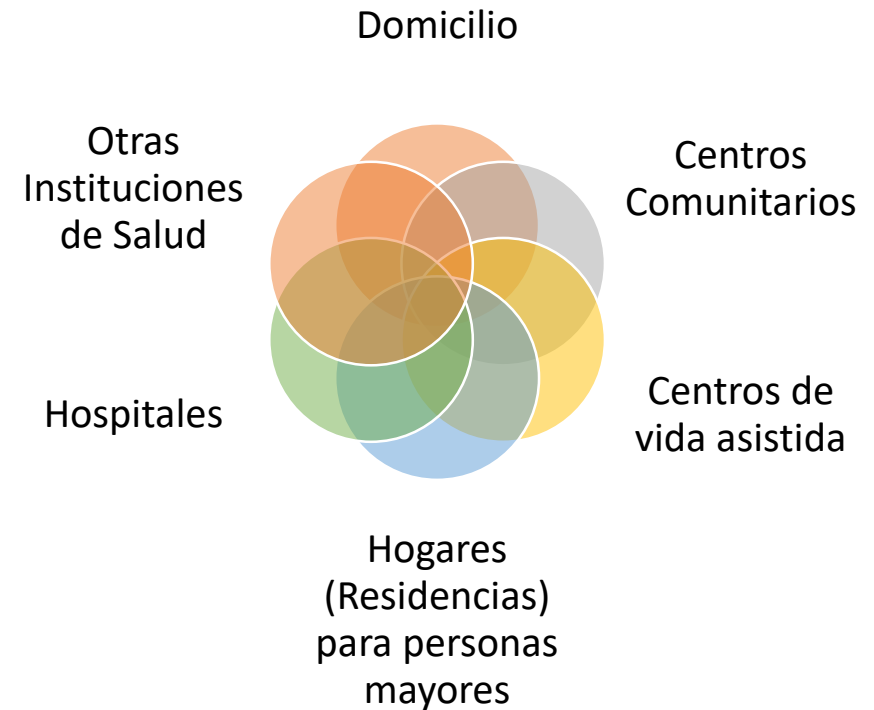 Domicilio
Otras
Instituciones
de Salud
Centros
Comunitarios
Hospitales
Centros de
vida asistida
Hogares
(Residencias)
para personas
mayores